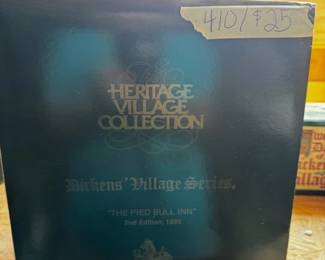 410/$25
HERITAGE
VILLAGE
COLLECTION
Dickens' Village Series.
"THE PIED BULL INN"
2nd Edition, 1993